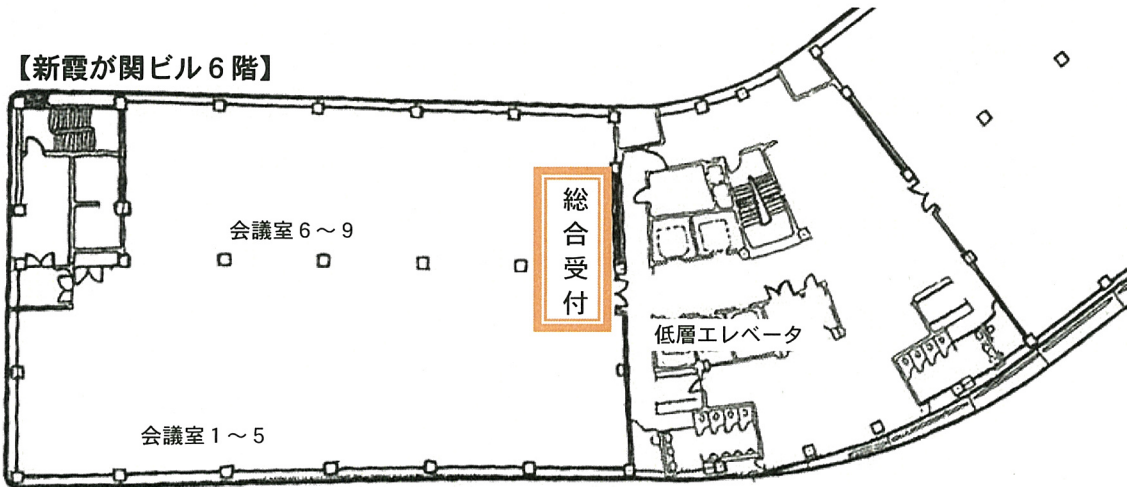 【新霞が関ビル６階】
会議室６～９
総合受付
低層エレベータ
会議室１～５